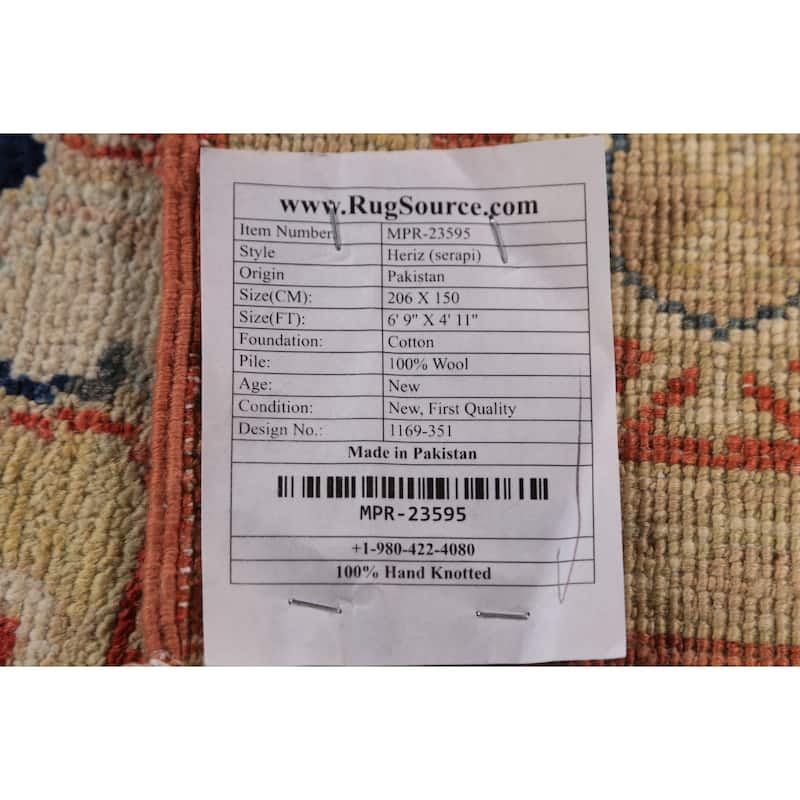 www.RugSource.com
Item Number: MPR-23595
Style Heriz (serapi)
Origin Pakistan
Size(CM): 206 X 150
Size(FT): 6' 9" X 4' 11"
Foundation: Cotton
Pile: 100% Wool
Age: New
Condition: New, First Quality
Design No.: 1169-351
Made in Pakistan
MPR-23595
+1-980-422-4080
100% Hand Knotted